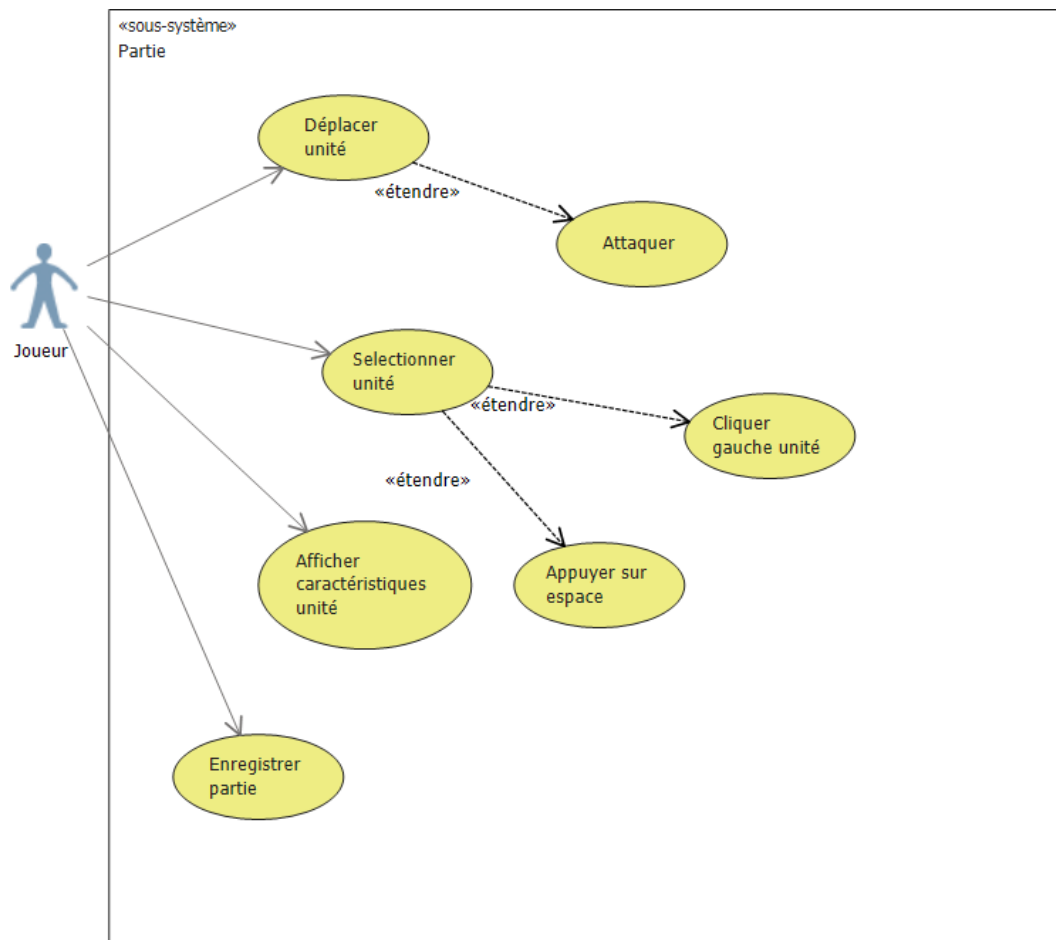 «sous-système»
Partie
Déplacer
unité
«étendre»
Attaquer
Joueur
Selectionner
unité
«étendre»
Cliquer
gauche unité
«étendre»
Afficher
caractéristiques
unité
Appuyer sur
espace
Enregistrer
partie